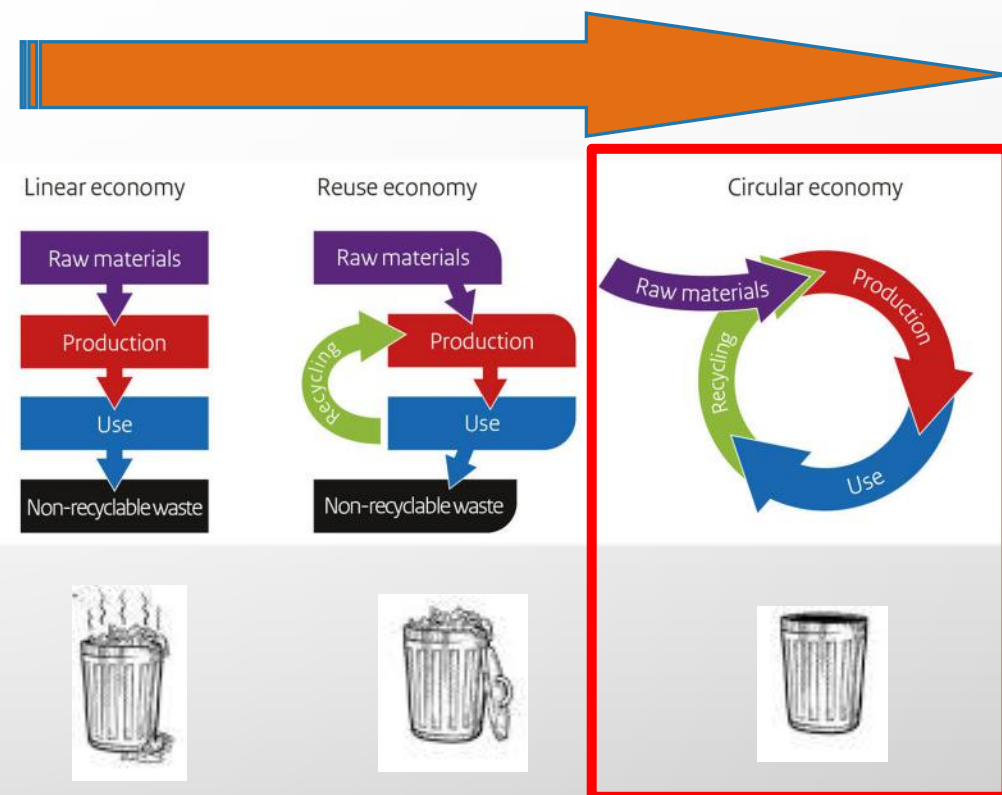 Linear economy
Raw materials
Production
Use
Non-recyclable waste
Reuse economy
Raw materials
Recycling
Production
Use
Non-recyclable waste
Circular economy
Raw materials
Production
Recycling
Use